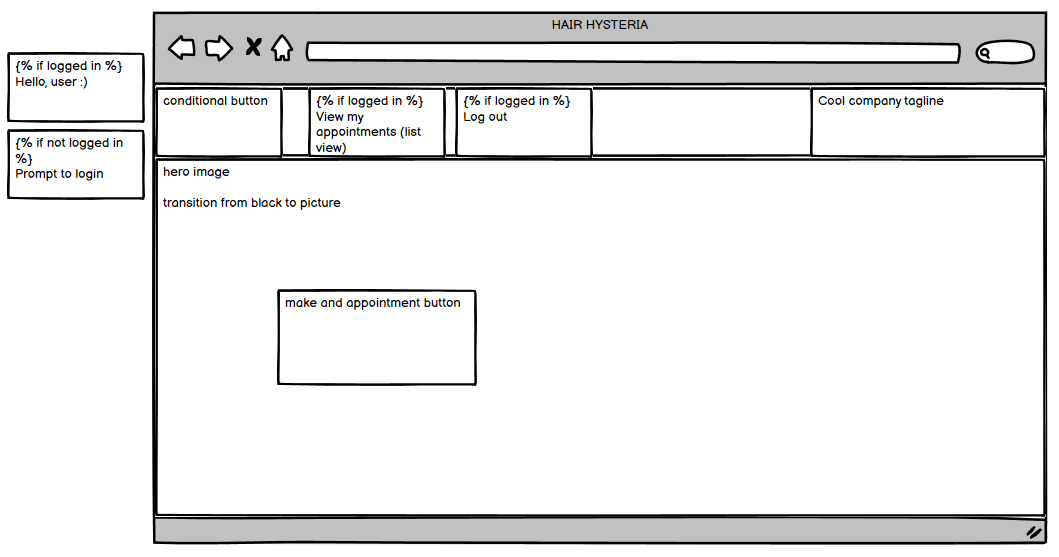 HAIR HYSTERIA
{% if logged in %}
Hello, user :)
{% if not logged in
%}
Prompt to login
conditional button
{% if logged in %}
View my
appointments (list
view)
{% if logged in %}
Log out
Cool company tagline
hero image
transition from black to picture
make and appointment button